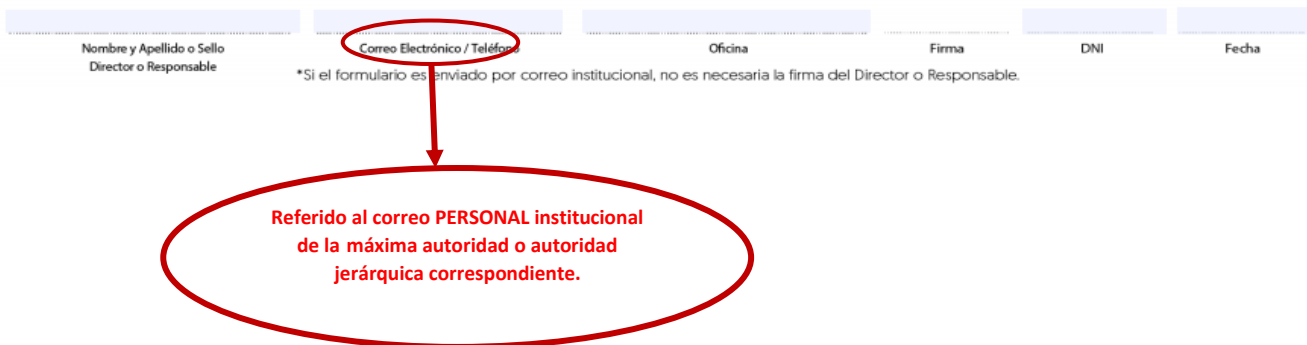 Nombre y Apellido o Sello
Director o Responsable
Correo Electrónico / Teléfono
Oficina
Firma
DNI
Fecha
*Si el formulario es enviado por correo institucional, no es necesaria la firma del Director o Responsable.
Referido al correo PERSONAL institucional
de la máxima autoridad o autoridad
jerárquica correspondiente.